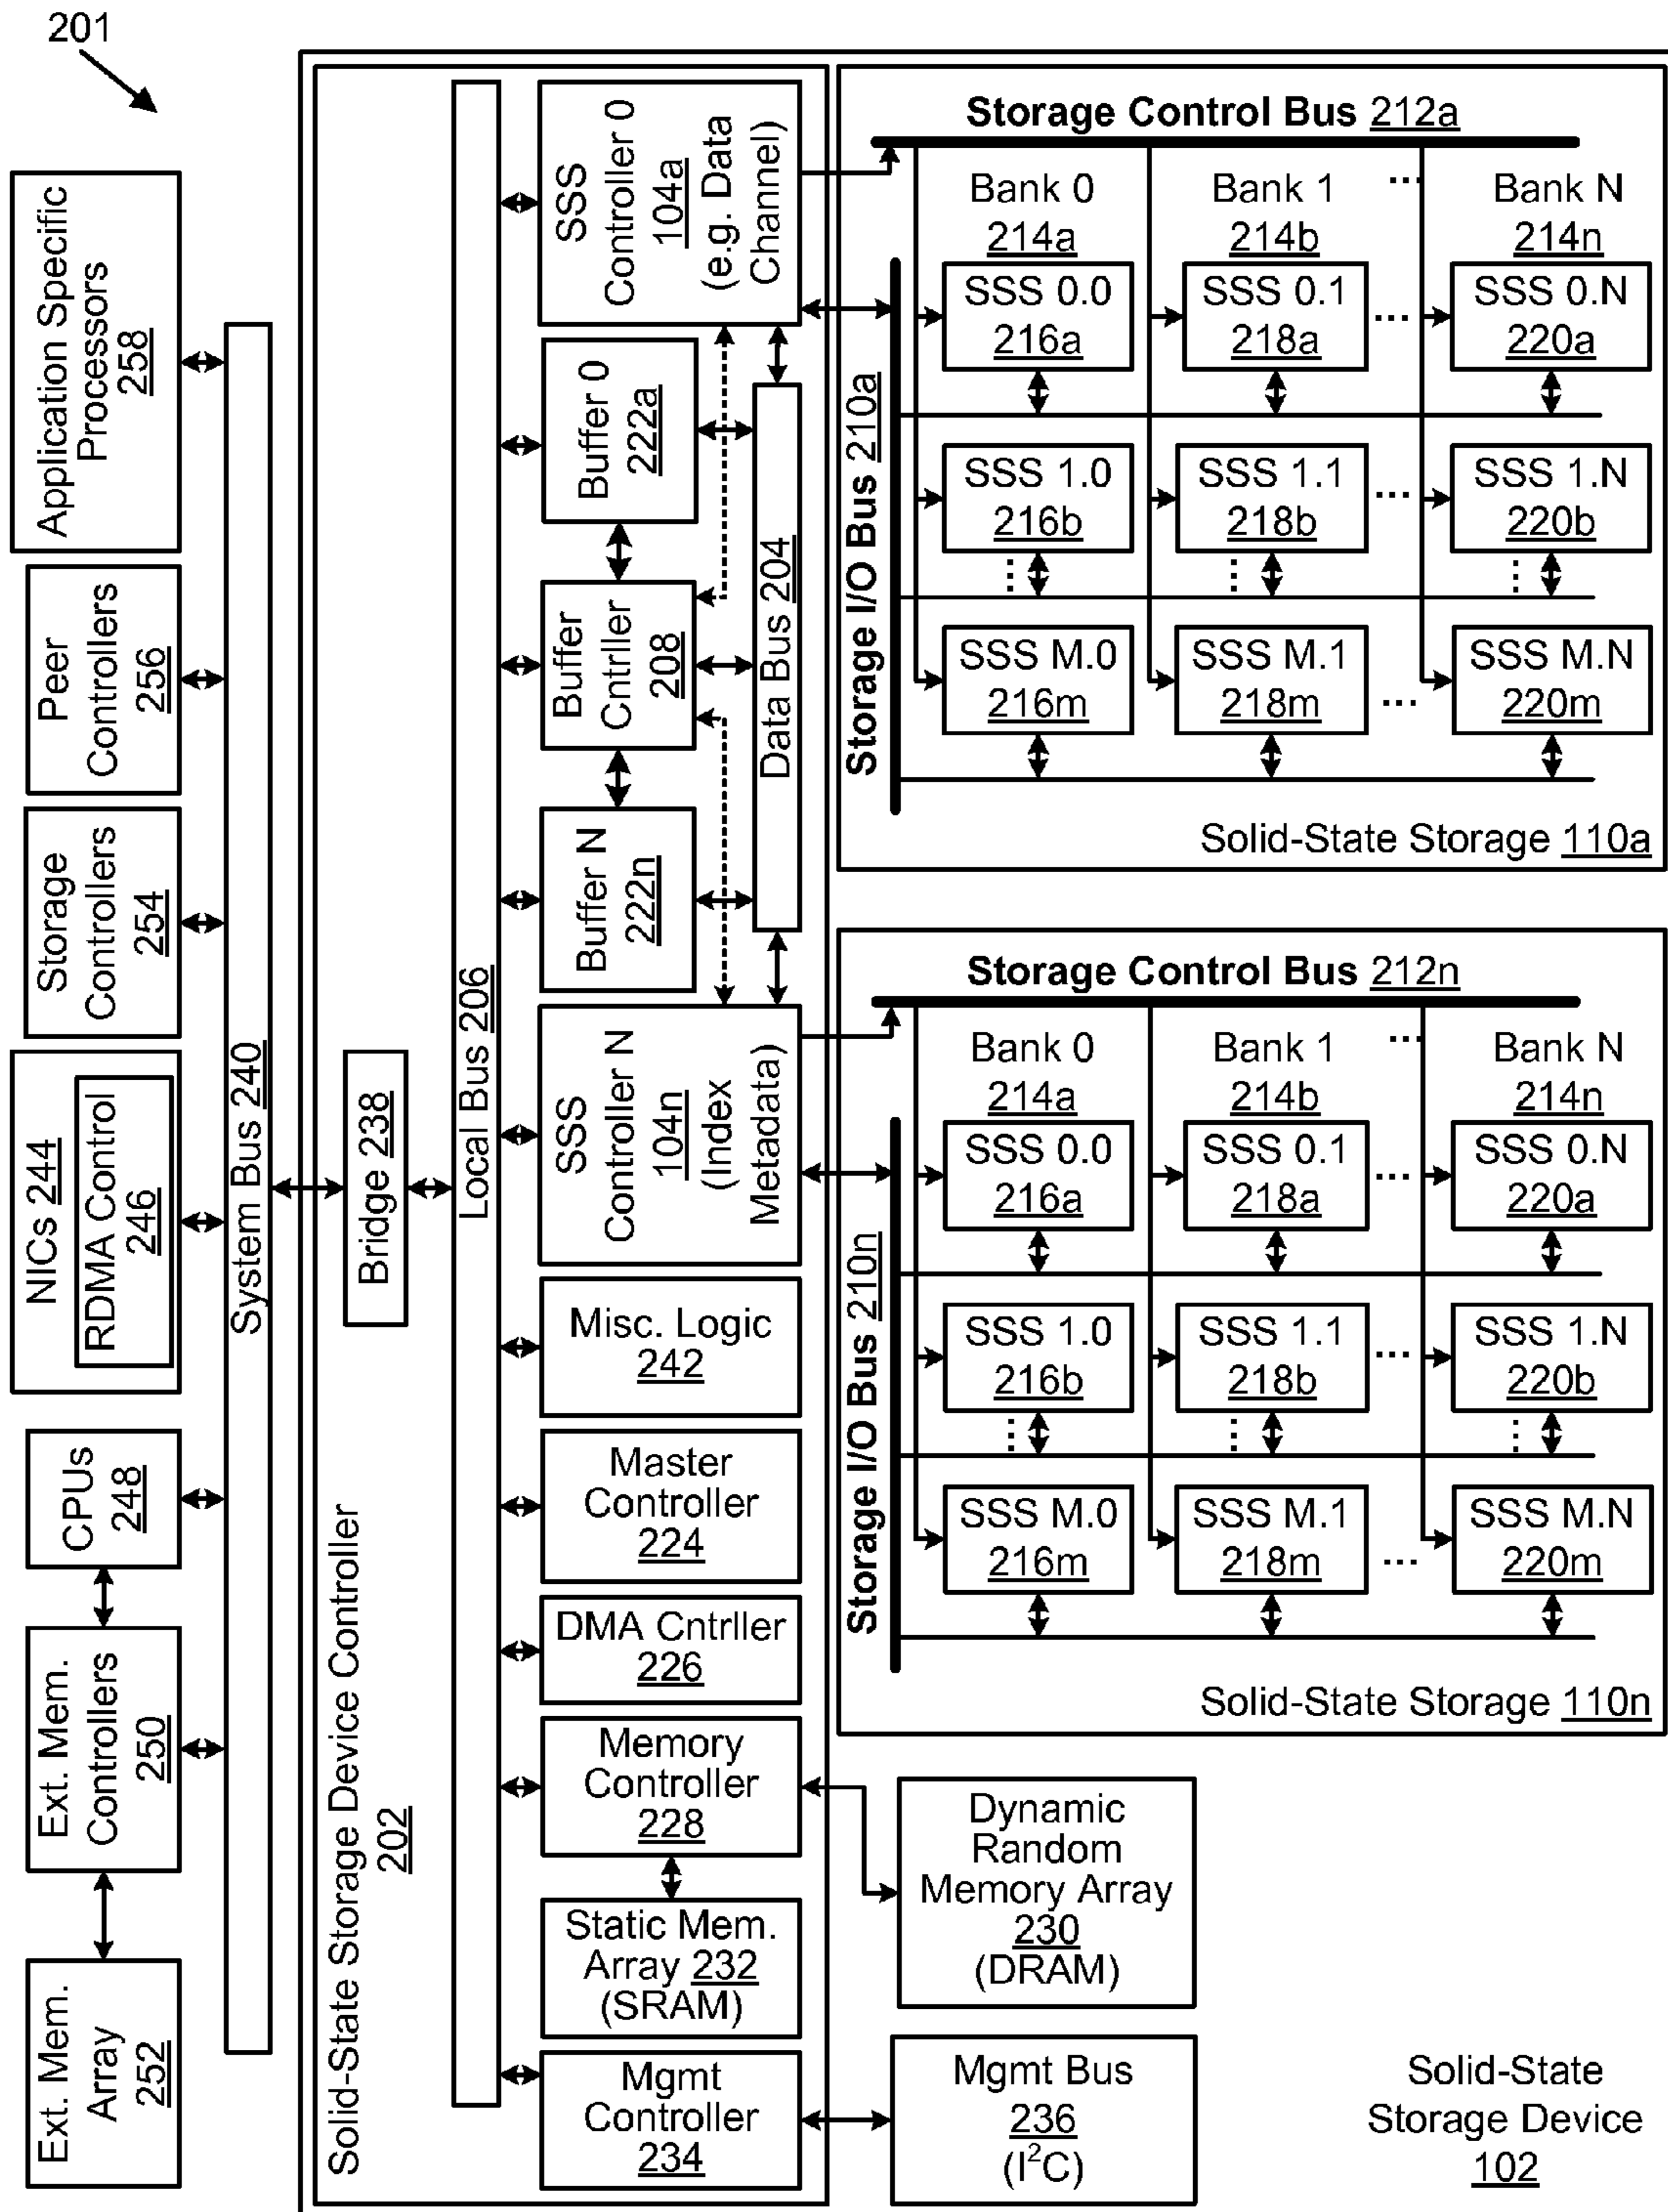 201
Application Specific
Processors
258
Peer
Controllers
256
Storage
Controllers
254
NICs 244
RDMA Control
246
CPUs
248
Ext. Mem.
Controllers
250
Ext. Mem.
Array
252
System Bus 240
Solid-State Storage Device Controller
202
Bridge 238
Local Bus 206
SSS
Controller 0
104a
(e.g. Data
Channel)
Buffer 0
222a
Buffer
Cntrller
208
Buffer N
222n
Data Bus 204
SSS
Controller N
104n
(Index
Metadata)
Misc. Logic
242
Master
Controller
224
DMA Cntrller
226
Memory
Controller
228
Static Mem.
Array 232
(SRAM)
Mgmt
Controller
234
Storage Control Bus 212a
Storage I/O Bus 210a
Bank 0
214a
Bank 1
214b
...
Bank N
214n
SSS 0.0
216a
SSS 0.1
218a
...
SSS 0.N
220a
SSS 1.0
216b
SSS 1.1
218b
...
SSS 1.N
220b
...
...
...
SSS M.0
216m
SSS M.1
218m
...
SSS M.N
220m
Solid-State Storage 110a
Storage Control Bus 212n
Storage I/O Bus 210n
Bank 0
214a
Bank 1
214b
...
Bank N
214n
SSS 0.0
216a
SSS 0.1
218a
...
SSS 0.N
220a
SSS 1.0
216b
SSS 1.1
218b
...
SSS 1.N
220b
...
...
...
SSS M.0
216m
SSS M.1
218m
...
SSS M.N
220m
Solid-State Storage 110n
Dynamic
Random
Memory Array
230
(DRAM)
Mgmt Bus
236
(I²C)
Solid-State
Storage Device
102